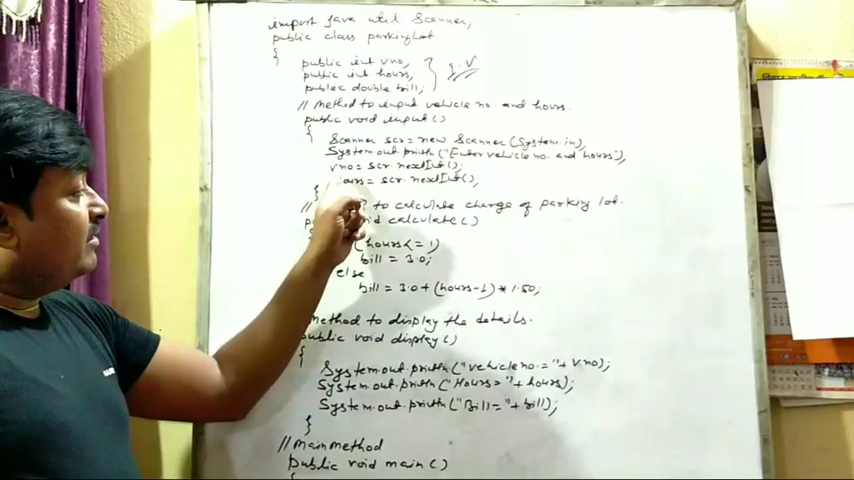 import java util Scanner;
public class parkingLot
{
public int vno;
public int hours;
public double bill;
} g.v
// Method to input vehicle no. and hours.
public void input ()
{
Scanner scr = new Scanner (System.in);
System.out.println ("Enter vehicle no. and hours");
vno = scr.nextInt();
= scr.nextInt();
}
// to calculate charge of parking lot.
calculate ()
(hours <= 1)
bill = 3.0;
else
bill = 3.0 + (hours-1) * 1.50;
method to display the details.
public void display ()
{
System.out.println ("vehicle no. = " + vno);
System.out.println ("Hours = " + hours);
System.out.println ("Bill = " + bill);
}
// main method
public void main ()
{